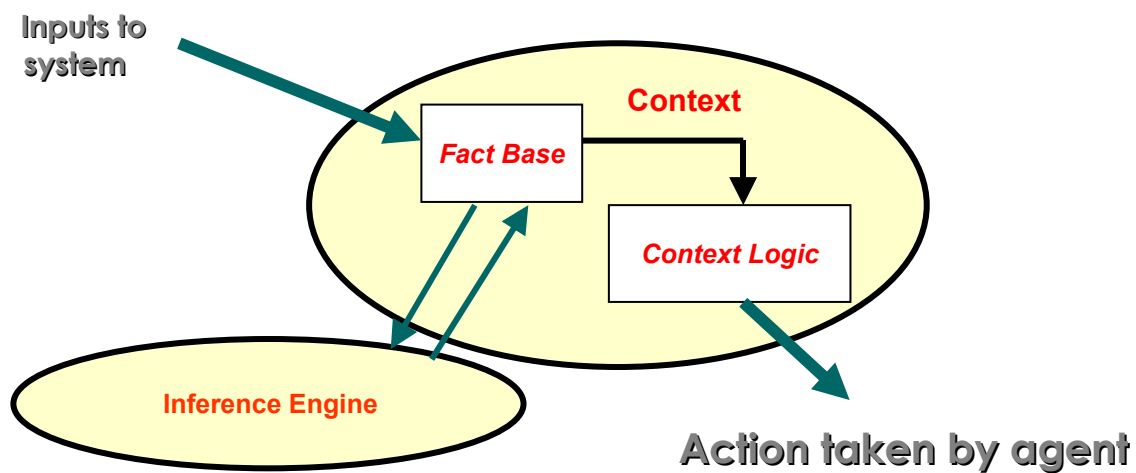 Inputs to
system
Context
Fact Base
Context Logic
Inference Engine
Action taken by agent